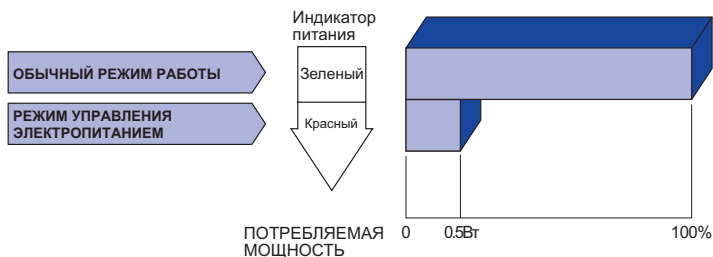 Индикатор
питания
ОБЫЧНЫЙ РЕЖИМ РАБОТЫ
Зеленый
РЕЖИМ УПРАВЛЕНИЯ
ЭЛЕКТРОПИТАНИЕМ
Красный
ПОТРЕБЛЯЕМАЯ
МОЩНОСТЬ
0 0.5Вт 100%